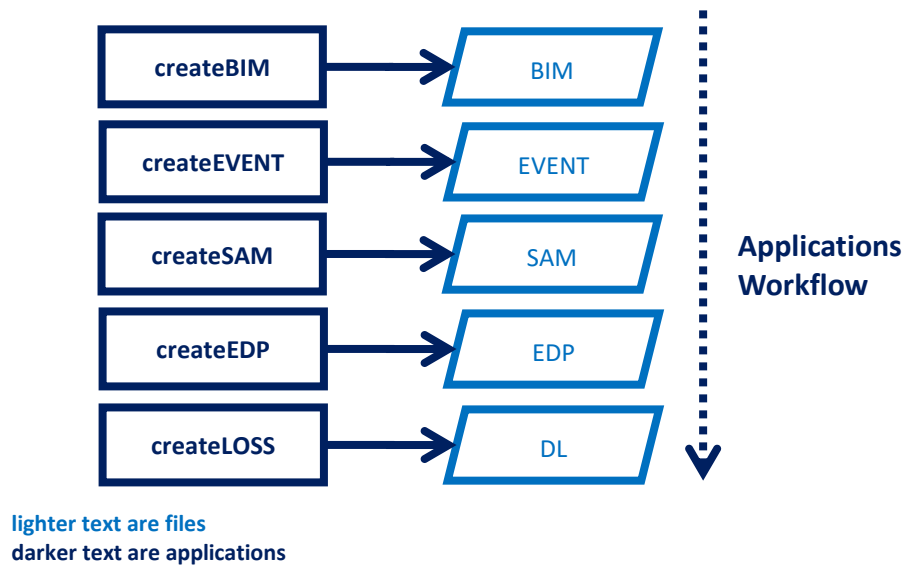 createBIM
BIM
createEVENT
EVENT
createSAM
SAM
Applications
Workflow
createEDP
EDP
createLOSS
DL
lighter text are files
darker text are applications